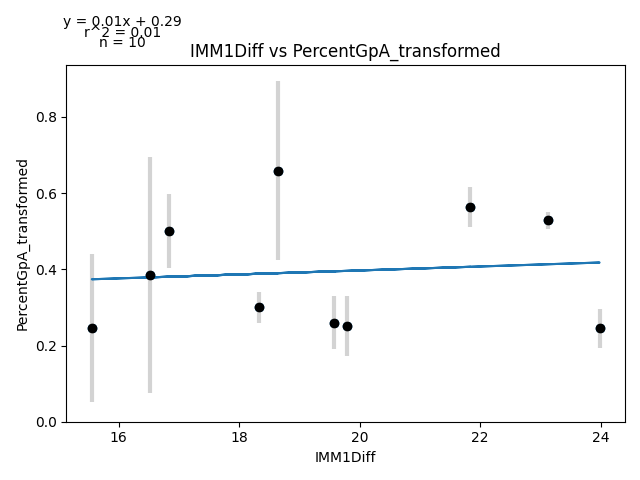 y = 0.01x + 0.29
r^2 = 0.01
n = 10
IMM1Diff vs PercentGpA_transformed
PercentGpA_transformed
0.8
0.6
0.4
0.2
0.0
16 18 20 22 24
IMM1Diff